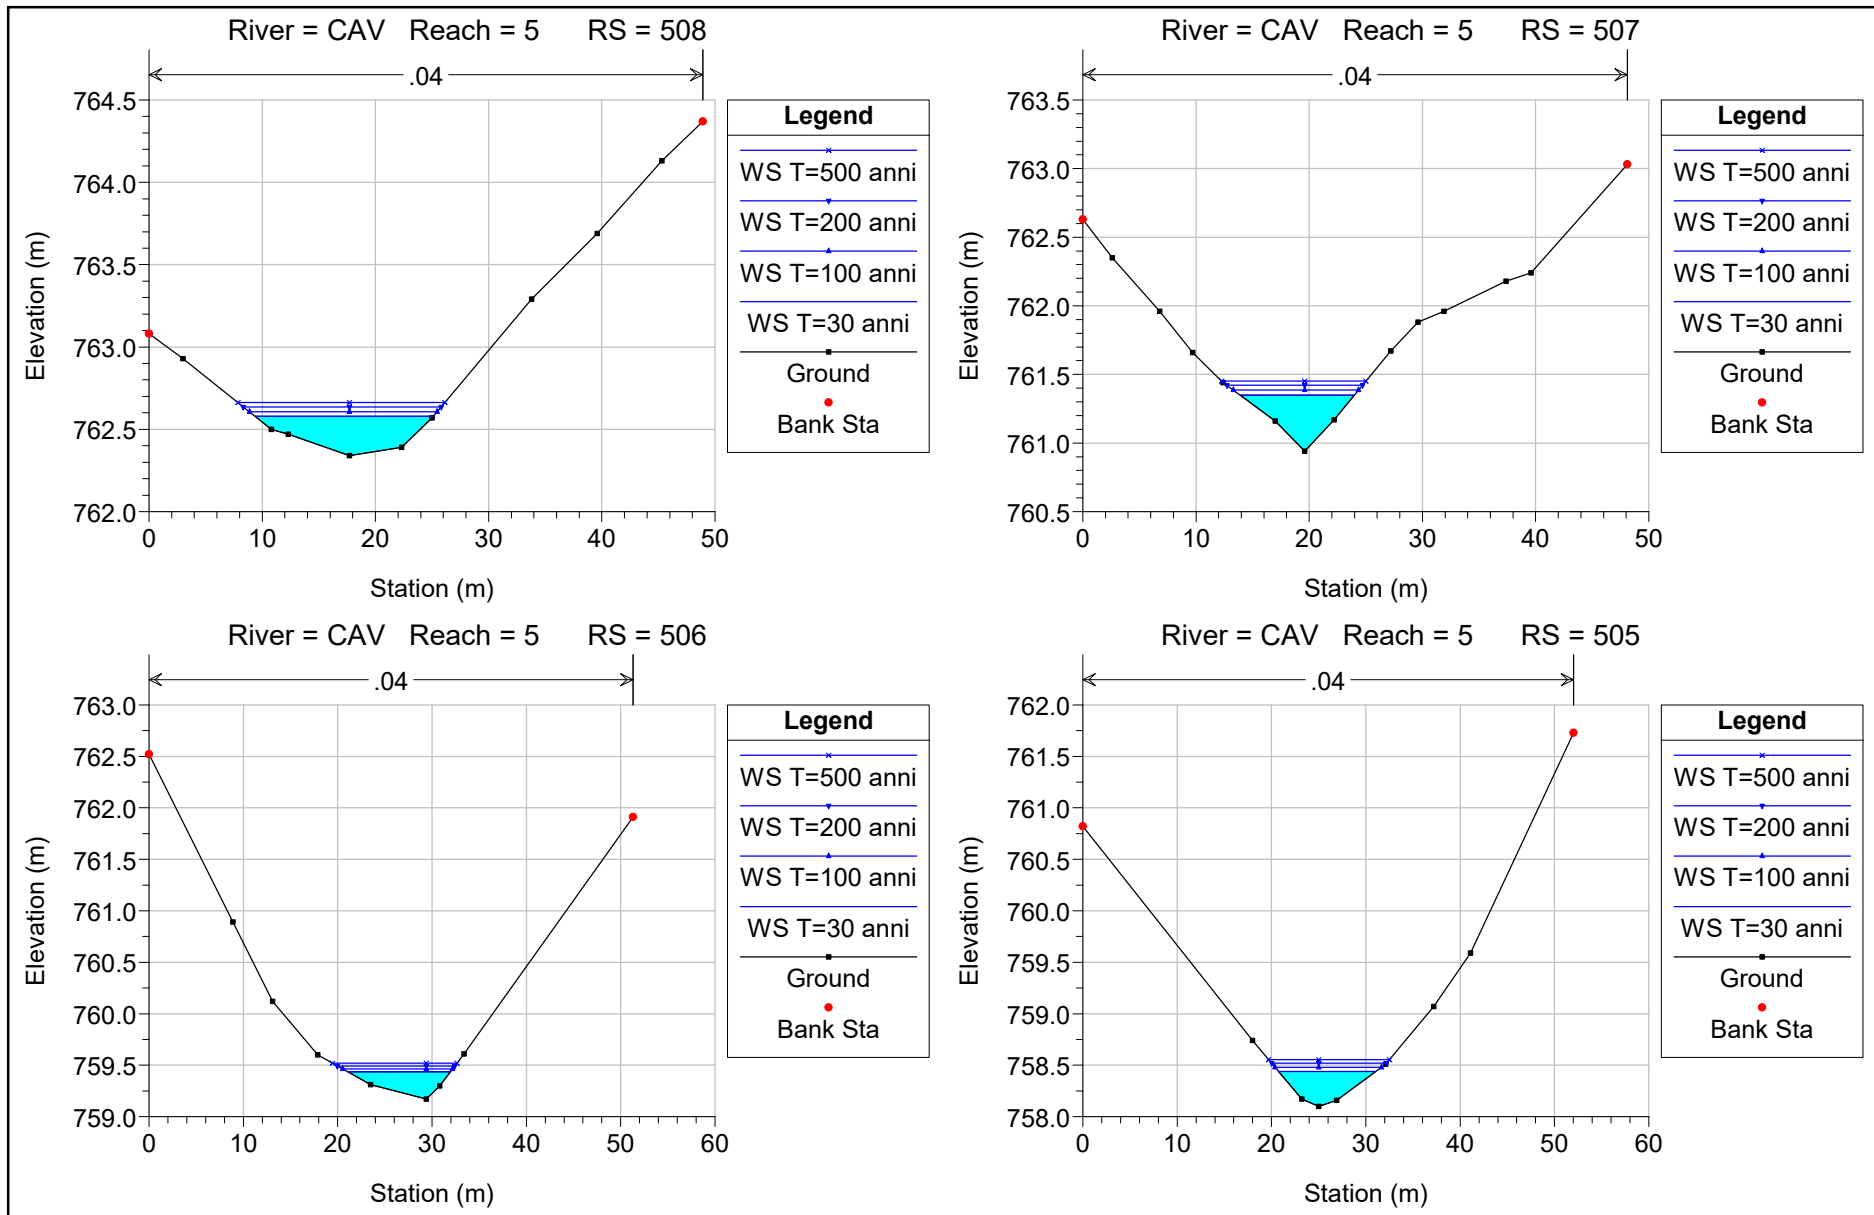 River = CAV Reach = 5 RS = 508
.04
764.5
764.0
763.5
763.0
762.5
762.0
Elevation (m)
0 10 20 30 40 50
Station (m)
Legend
WS T=500 anni
WS T=200 anni
WS T=100 anni
WS T=30 anni
Ground
Bank Sta
River = CAV Reach = 5 RS = 507
.04
763.5
763.0
762.5
762.0
761.5
761.0
760.5
Elevation (m)
0 10 20 30 40 50
Station (m)
Legend
WS T=500 anni
WS T=200 anni
WS T=100 anni
WS T=30 anni
Ground
Bank Sta
River = CAV Reach = 5 RS = 506
.04
763.0
762.5
762.0
761.5
761.0
760.5
760.0
759.5
759.0
Elevation (m)
0 10 20 30 40 50 60
Station (m)
Legend
WS T=500 anni
WS T=200 anni
WS T=100 anni
WS T=30 anni
Ground
Bank Sta
River = CAV Reach = 5 RS = 505
.04
762.0
761.5
761.0
760.5
760.0
759.5
759.0
758.5
758.0
Elevation (m)
0 10 20 30 40 50 60
Station (m)
Legend
WS T=500 anni
WS T=200 anni
WS T=100 anni
WS T=30 anni
Ground
Bank Sta